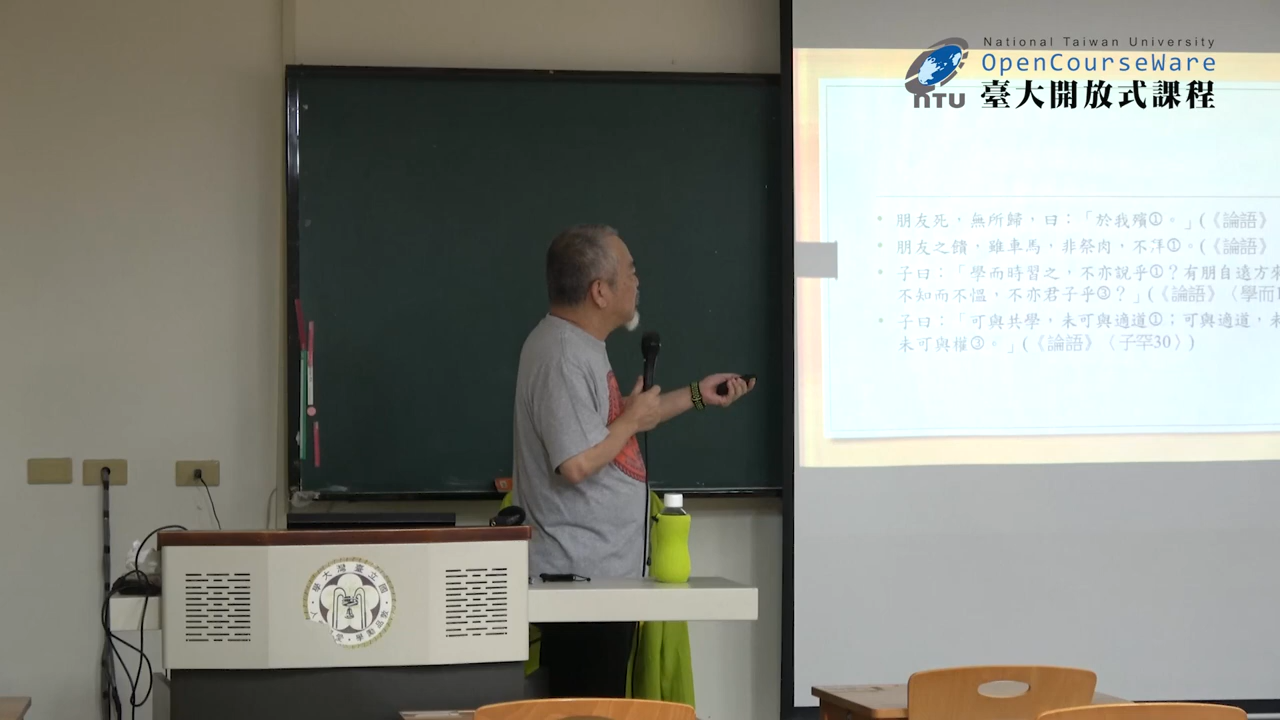 National Taiwan University
OpenCourseWare
NTU 臺大開放式課程
• 朋友死，無所歸，曰：「於我殯①。」(《論語》
• 朋友之饋，雖車馬，非祭肉，不拜①。(《論語》
• 子曰：「學而時習之，不亦說乎①？有朋自遠方來
不知而不慍，不亦君子乎③？」(《論語》〈學而
• 子曰：「可與共學，未可與適道①；可與適道，未
未可與權③。」(《論語》〈子罕30〉)